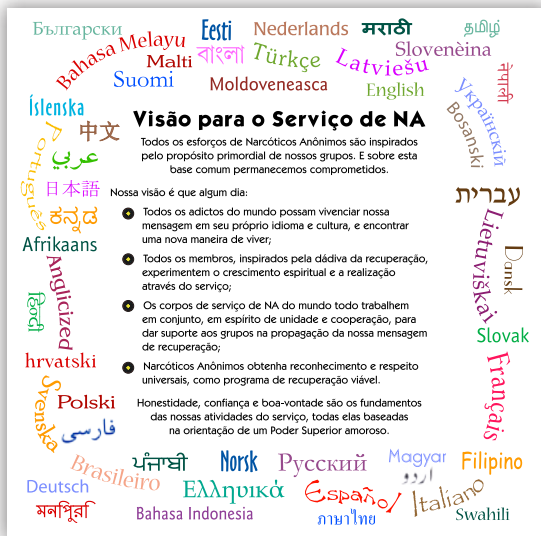 Български
Eesti
Nederlands
मराठी
தமிழ்
Bahasa Melayu
Malti
বাংলা
Türkçe
Latviešu
Slovenèina
Suomi
Moldoveneasca
English
नेपाली
Íslenska
Українскій
Bosanski
中文
Português
عربي
日本語
ಕನ್ನಡ
Afrikaans
Anglicized
हिन्दी
hrvatski
Svenska
Polski
فارسی
Visão para o Serviço de NA
Todos os esforços de Narcóticos Anônimos são inspirados
pelo propósito primordial de nossos grupos. E sobre esta
base comum permanecemos comprometidos.
Nossa visão é que algum dia:
Todos os adictos do mundo possam vivenciar nossa
mensagem em seu próprio idioma e cultura, e encontrar
uma nova maneira de viver;
Todos os membros, inspirados pela dádiva da recuperação,
experimentem o crescimento espiritual e a realização
através do serviço;
Os corpos de serviço de NA do mundo todo trabalhem
em conjunto, em espírito de unidade e cooperação, para
dar suporte aos grupos na propagação da nossa mensagem
de recuperação;
Narcóticos Anônimos obtenha reconhecimento e respeito
universais, como programa de recuperação viável.
Honestidade, confiança e boa-vontade são os fundamentos
das nossas atividades do serviço, todas elas baseadas
na orientação de um Poder Superior amoroso.
עברית
Lietuviškai
Dansk
Slovak
Français
Brasileiro
ਪੰਜਾਬੀ
Norsk
Русский
Magyar
اردو
Filipino
Deutsch
Ελληνικά
Español
Italiano
মনিপুরি
Bahasa Indonesia
ภาษาไทย
Swahili